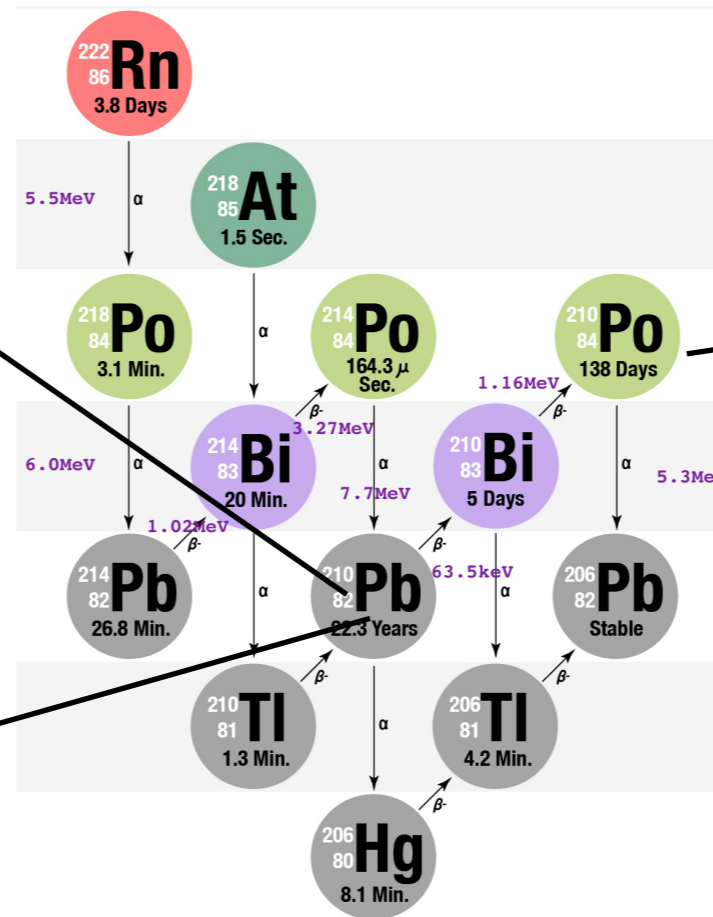 222
86
Rn
3.8 Days
5.5MeV
α
218
85
At
1.5 Sec.
218
84
Po
3.1 Min.
α
214
84
Po
164.3 μ
Sec.
210
84
Po
138 Days
1.16MeV
β-
β-
3.27MeV
6.0MeV
α
214
83
Bi
20 Min.
α
7.7MeV
210
83
Bi
5 Days
α
5.3Me
1.02MeV
β-
β-
63.5keV
214
82
Pb
26.8 Min.
α
210
82
Pb
22.3 Years
α
206
82
Pb
Stable
β-
β-
210
81
Tl
1.3 Min.
α
206
81
Tl
4.2 Min.
β-
206
80
Hg
8.1 Min.